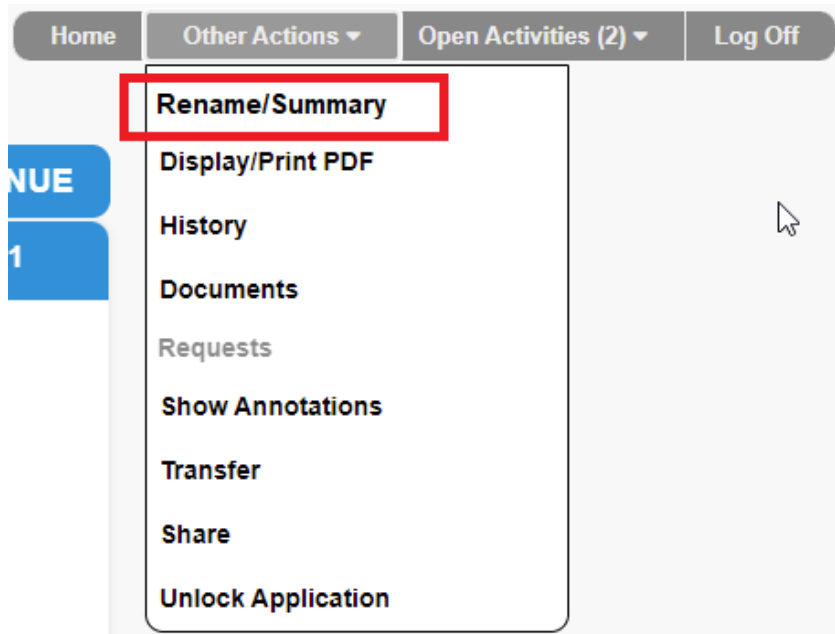 Home Other Actions Open Activities (2) Log Off
Rename/Summary
Display/Print PDF
NUE
History
1
Documents
Requests
Show Annotations
Transfer
Share
Unlock Application